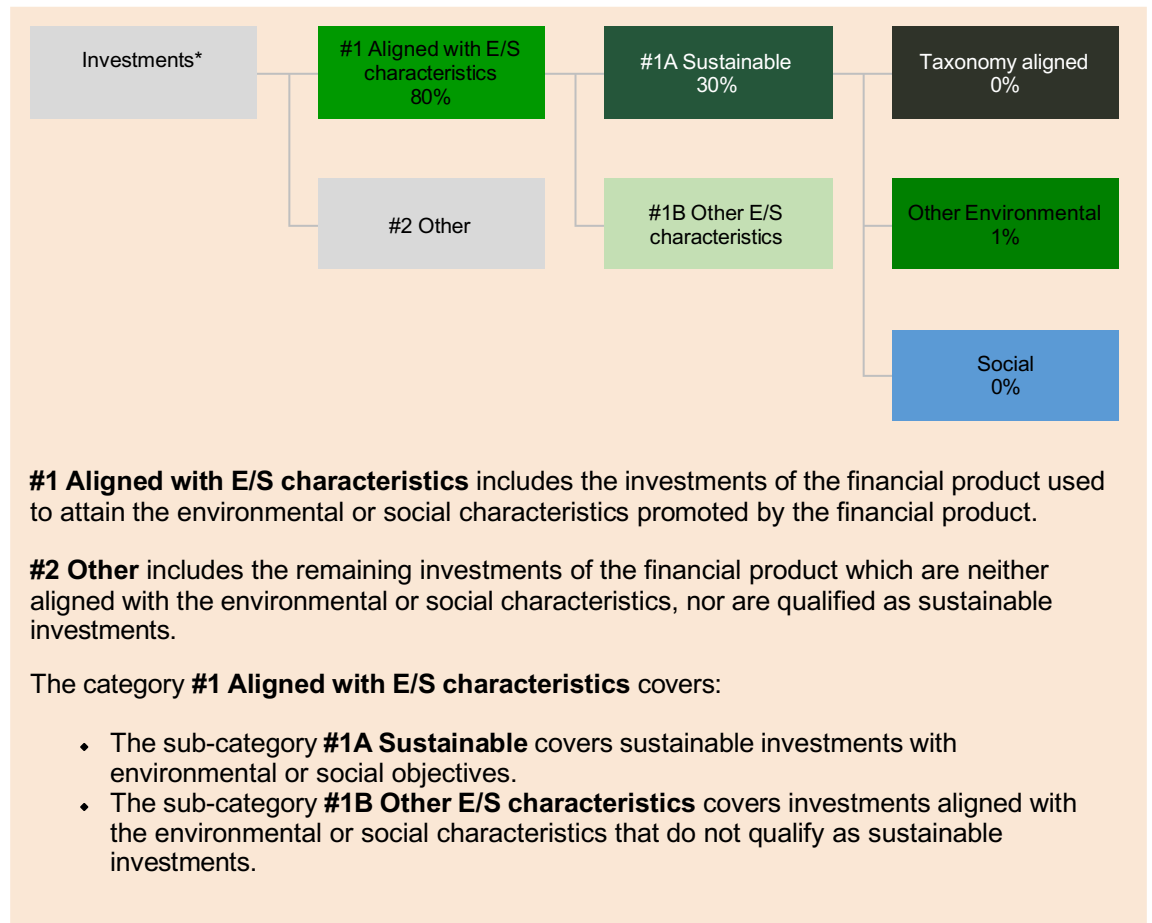 Investments*
#1 Aligned with E/S
characteristics
80%
#1A Sustainable
30%
Taxonomy aligned
0%
#2 Other
#1B Other E/S
characteristics
Other Environmental
1%
Social
0%
#1 Aligned with E/S characteristics includes the investments of the financial product used
to attain the environmental or social characteristics promoted by the financial product.
#2 Other includes the remaining investments of the financial product which are neither
aligned with the environmental or social characteristics, nor are qualified as sustainable
investments.
The category #1 Aligned with E/S characteristics covers:
• The sub-category #1A Sustainable covers sustainable investments with
environmental or social objectives.
• The sub-category #1B Other E/S characteristics covers investments aligned with
the environmental or social characteristics that do not qualify as sustainable
investments.